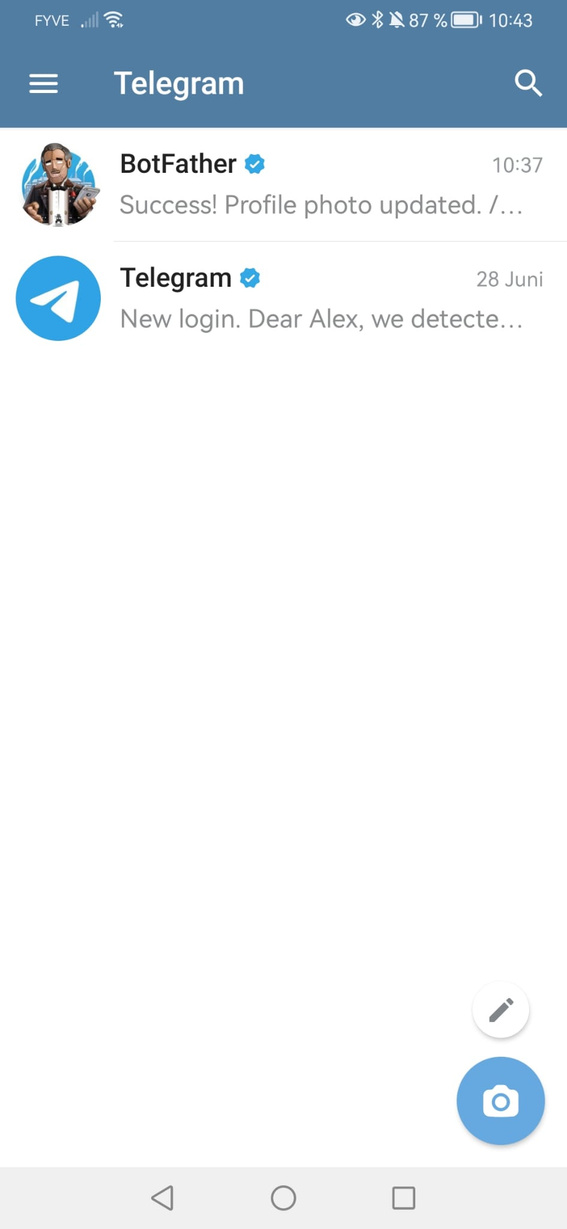 FYVE 87 % 10:43
Telegram
BotFather 10:37
Success! Profile photo updated. /...
Telegram 28 Juni
New login. Dear Alex, we detecte...